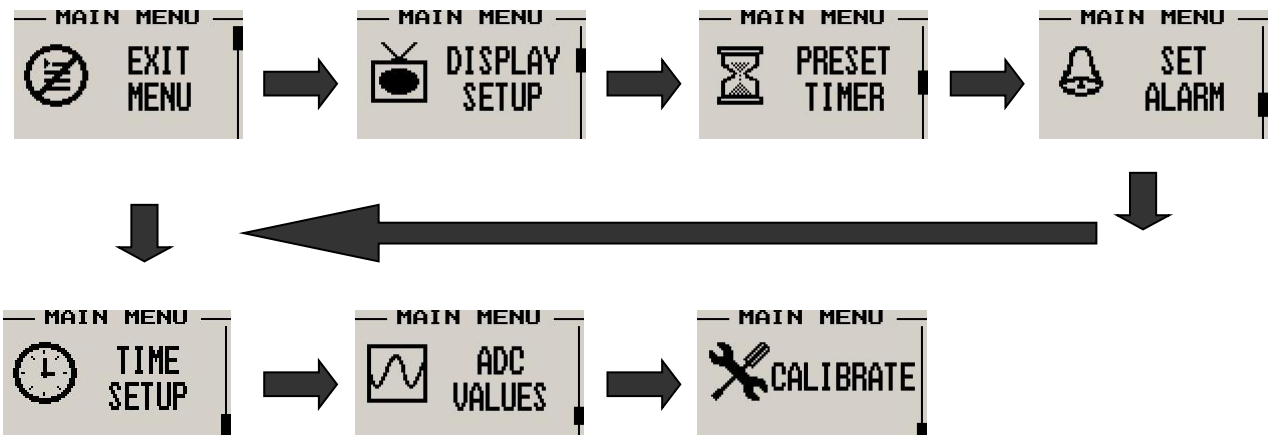 MAIN MENU
EXIT
MENU
MAIN MENU
DISPLAY
SETUP
MAIN MENU
PRESET
TIMER
MAIN MENU
SET
ALARM
MAIN MENU
TIME
SETUP
MAIN MENU
ADC
VALUES
MAIN MENU
CALIBRATE